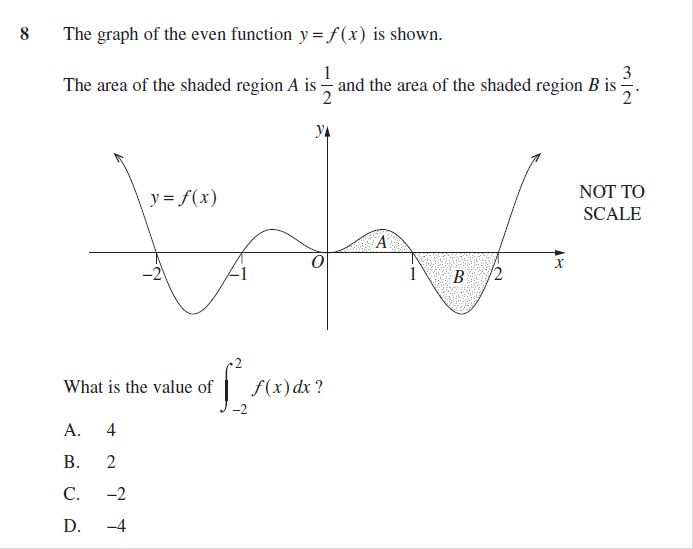 8 The graph of the even function y = f(x) is shown.
The area of the shaded region A is 1/2 and the area of the shaded region B is 3/2.
y
y = f(x)
NOT TO
SCALE
A
O
x
–2
–1
1
B
2
What is the value of ∫_{–2}^{2} f(x) dx ?
A. 4
B. 2
C. –2
D. –4